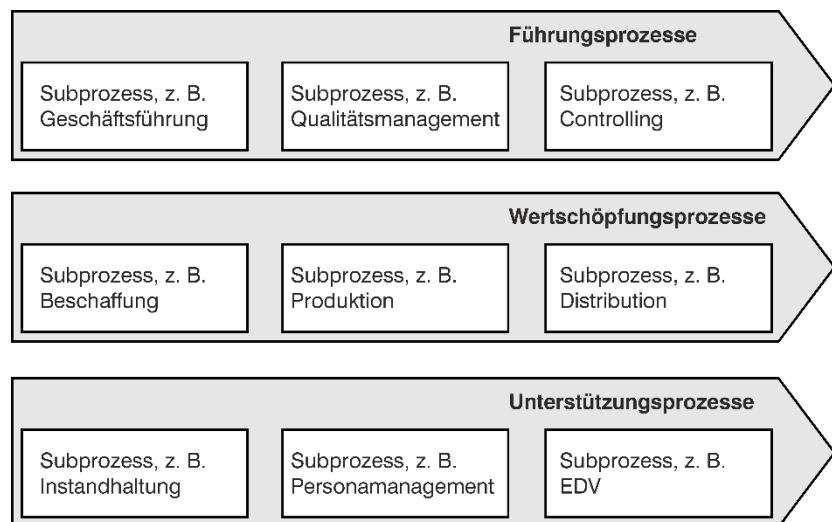 Führungsprozesse
Subprozess, z. B.
Geschäftsführung
Subprozess, z. B.
Qualitätsmanagement
Subprozess, z. B.
Controlling
Wertschöpfungsprozesse
Subprozess, z. B.
Beschaffung
Subprozess, z. B.
Produktion
Subprozess, z. B.
Distribution
Unterstützungsprozesse
Subprozess, z. B.
Instandhaltung
Subprozess, z. B.
Personamanagement
Subprozess, z. B.
EDV